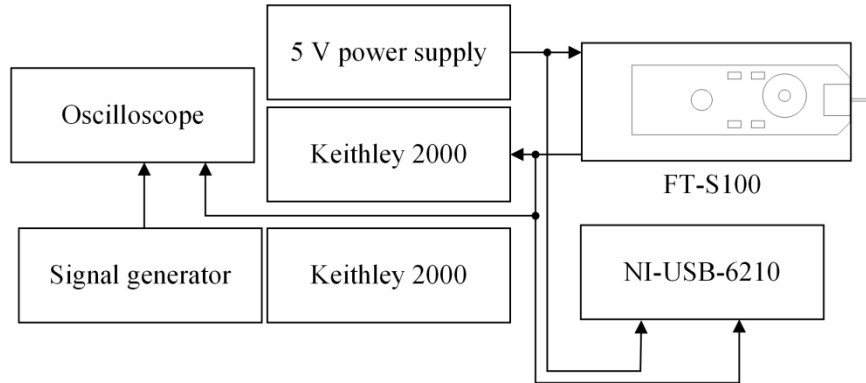 5 V power supply
Oscilloscope
Keithley 2000
FT-S100
Signal generator
Keithley 2000
NI-USB-6210